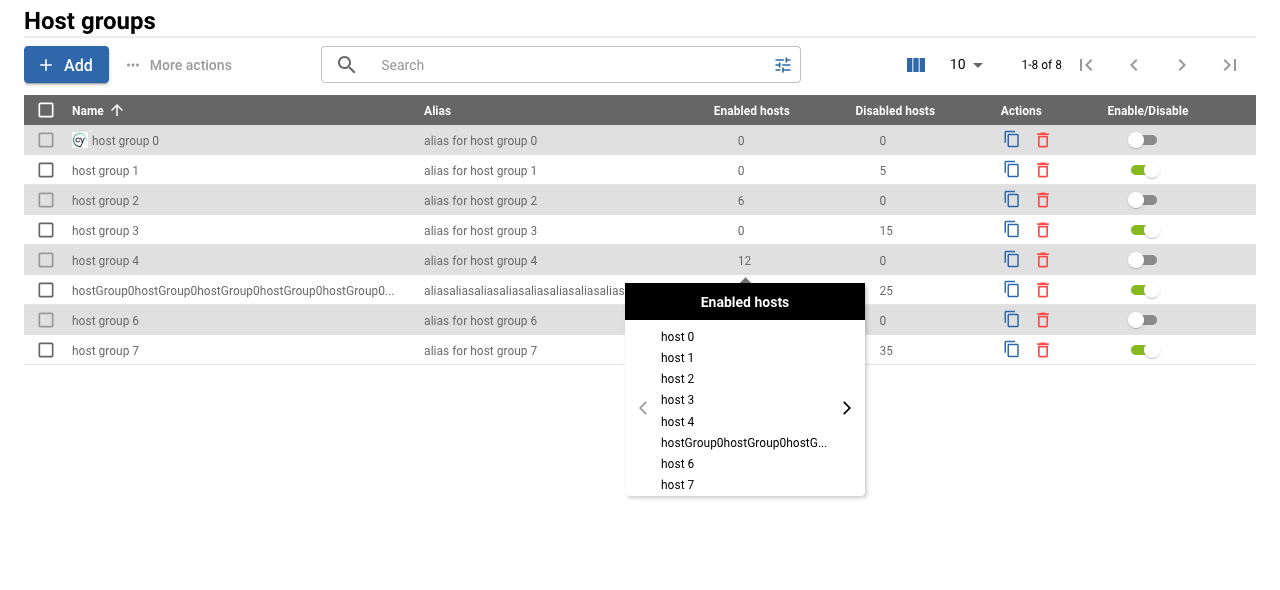 Host groups
Add
More actions
Search
10
1-8 of 8
Name Alias Enabled hosts Disabled hosts Actions Enable/Disable
cy host group 0 alias for host group 0 0 0
host group 1 alias for host group 1 0 5
host group 2 alias for host group 2 6 0
host group 3 alias for host group 3 0 15
host group 4 alias for host group 4 12 0
hostGroup0hostGroup0hostGroup0hostGroup0hostGroup0... aliasaliasaliasaliasaliasaliasaliasalias 25
host group 6 alias for host group 6 0
host group 7 alias for host group 7 35
Enabled hosts
host 0
host 1
host 2
host 3
host 4
hostGroup0hostGroup0hostG...
host 6
host 7